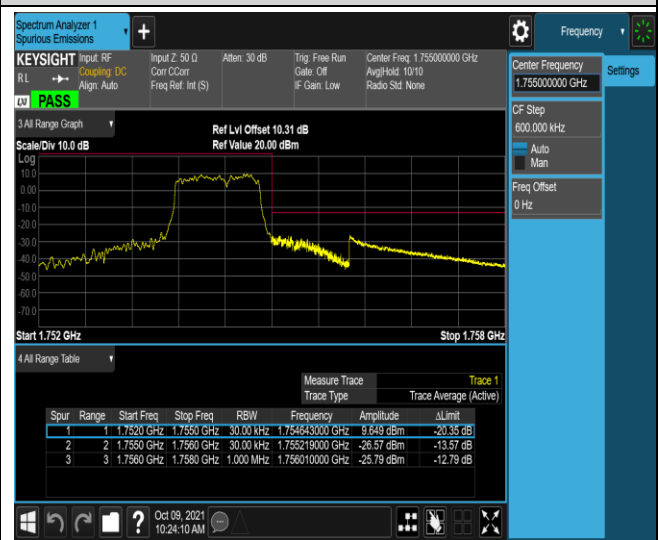 Spectrum Analyzer 1
Spurious Emissions
+
Frequency
KEYSIGHT Input: RF Input Z: 50 Ω Atten: 30 dB Trig: Free Run Center Freq: 1.755000000 GHz
R L Coupling: DC Corr CCorr Gate: Off Avg|Hold: 10/10
Align: Auto Freq Ref: Int (S) IF Gain: Low Radio Std: None
LW PASS
Center Frequency
1.755000000 GHz
Settings
CF Step
600.000 kHz
Auto
Man
Freq Offset
0 Hz
3 All Range Graph
Ref Lvl Offset 10.31 dB
Scale/Div 10.0 dB Ref Value 20.00 dBm
Log
10.0
0.00
-10.0
-20.0
-30.0
-40.0
-50.0
-60.0
-70.0
Start 1.752 GHz Stop 1.758 GHz
4 All Range Table
Measure Trace Trace 1
Trace Type Trace Average (Active)
Spur Range Start Freq Stop Freq RBW Frequency Amplitude ΔLimit
1 1 1.7520 GHz 1.7550 GHz 30.00 kHz 1.754643000 GHz 9.649 dBm -20.35 dB
2 2 1.7550 GHz 1.7560 GHz 30.00 kHz 1.755219000 GHz -26.57 dBm -13.57 dB
3 3 1.7560 GHz 1.7580 GHz 1.000 MHz 1.756010000 GHz -25.79 dBm -12.79 dB
?
Oct 09, 2021
10:24:10 AM